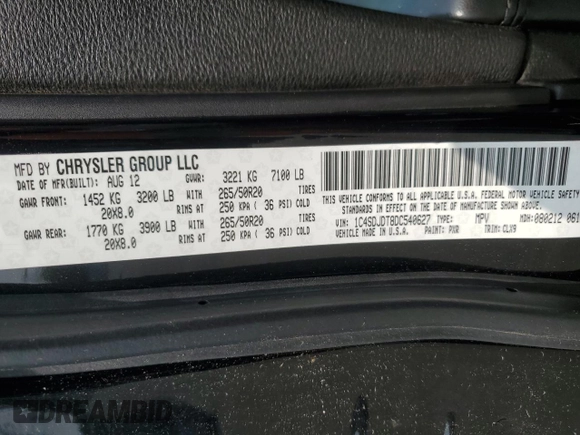 MFD BY CHRYSLER GROUP LLC
DATE OF MFR(BUILT): AUG 12 GVWR: 3221 KG 7100 LB
GAWR FRONT: 1452 KG 3200 LB WITH 265/50R20 TIRES
20X8.0 RIMS AT 250 KPA ( 36 PSI) COLD
GAWR REAR: 1770 KG 3900 LB WITH 265/50R20 TIRES
20X8.0 RIMS AT 250 KPA ( 36 PSI) COLD
THIS VEHICLE CONFORMS TO ALL APPLICABLE U.S.A. FEDERAL MOTOR VEHICLE SAFETY
STANDARDS IN EFFECT ON THE DATE OF MANUFACTURE SHOWN ABOVE.
VIN: 1C4SDJDT8DC540627 TYPE: MPV MDH: 080212 061
VEHICLE MADE IN U.S.A. PAINT: PXR TRIM: CLX9
DREAMBID